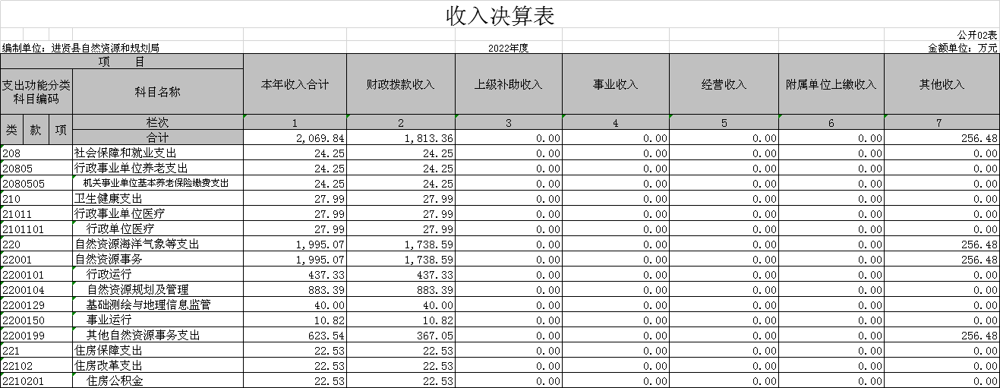 收入决算表
公开02表
编制单位：进贤县自然资源和规划局 2022年度 金额单位：万元
项 目 本年收入合计 财政拨款收入 上级补助收入 事业收入 经营收入 附属单位上缴收入 其他收入
支出功能分类科目编码 科目名称
类 款 项 栏次 1 2 3 4 5 6 7
合计 2,069.84 1,813.36 0.00 0.00 0.00 0.00 256.48
208 社会保障和就业支出 24.25 24.25 0.00 0.00 0.00 0.00 0.00
20805 行政事业单位养老支出 24.25 24.25 0.00 0.00 0.00 0.00 0.00
2080505 机关事业单位基本养老保险缴费支出 24.25 24.25 0.00 0.00 0.00 0.00 0.00
210 卫生健康支出 27.99 27.99 0.00 0.00 0.00 0.00 0.00
21011 行政事业单位医疗 27.99 27.99 0.00 0.00 0.00 0.00 0.00
2101101 行政单位医疗 27.99 27.99 0.00 0.00 0.00 0.00 0.00
220 自然资源海洋气象等支出 1,995.07 1,738.59 0.00 0.00 0.00 0.00 256.48
22001 自然资源事务 1,995.07 1,738.59 0.00 0.00 0.00 0.00 256.48
2200101 行政运行 437.33 437.33 0.00 0.00 0.00 0.00 0.00
2200104 自然资源规划及管理 883.39 883.39 0.00 0.00 0.00 0.00 0.00
2200129 基础测绘与地理信息监管 40.00 40.00 0.00 0.00 0.00 0.00 0.00
2200150 事业运行 10.82 10.82 0.00 0.00 0.00 0.00 0.00
2200199 其他自然资源事务支出 623.54 367.05 0.00 0.00 0.00 0.00 256.48
221 住房保障支出 22.53 22.53 0.00 0.00 0.00 0.00 0.00
22102 住房改革支出 22.53 22.53 0.00 0.00 0.00 0.00 0.00
2210201 住房公积金 22.53 22.53 0.00 0.00 0.00 0.00 0.00